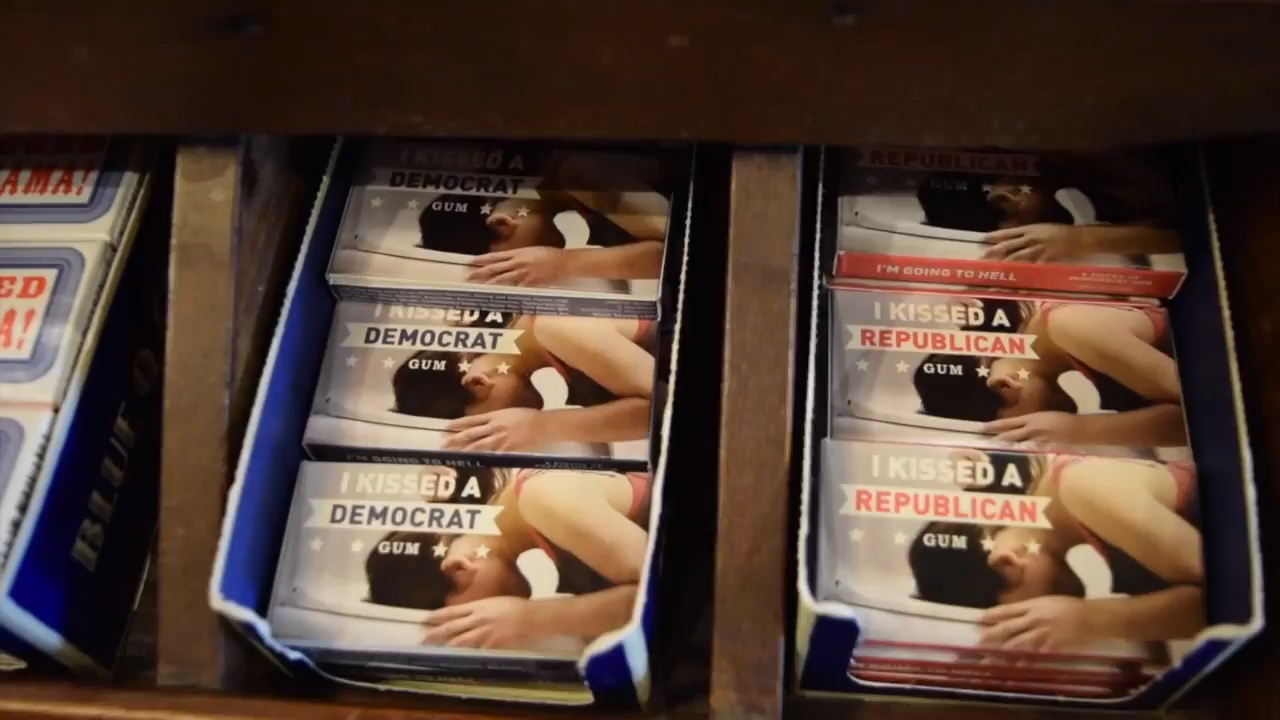 AMA!
ED
A!
BLUE
I KISSED A
DEMOCRAT
GUM
I KISSED A
DEMOCRAT
GUM
I'M GOING TO HELL
I KISSED A
DEMOCRAT
GUM
REPUBLICAN
GUM
I'M GOING TO HELL
I KISSED A
REPUBLICAN
GUM
I KISSED A
REPUBLICAN
GUM